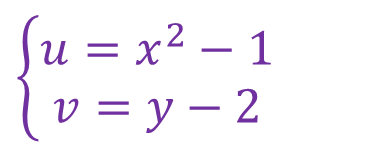 u = x² − 1
v = y − 2